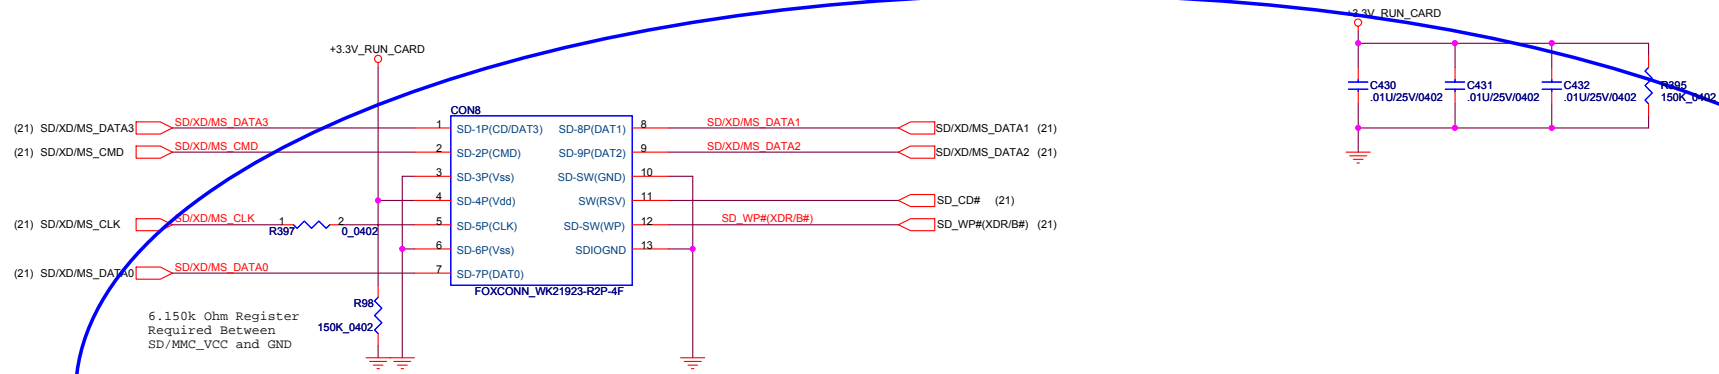 +3.3V_RUN_CARD
+3.3V_RUN_CARD
C430
.01U/25V/0402
C431
.01U/25V/0402
C432
.01U/25V/0402
R395
150K_0402
CON8
(21) SD/XD/MS_DATA3
SD/XD/MS_DATA3
1
SD-1P(CD/DAT3)
SD-8P(DAT1)
8
SD/XD/MS_DATA1
SD/XD/MS_DATA1 (21)
(21) SD/XD/MS_CMD
SD/XD/MS_CMD
2
SD-2P(CMD)
SD-9P(DAT2)
9
SD/XD/MS_DATA2
SD/XD/MS_DATA2 (21)
3
SD-3P(Vss)
SD-SW(GND)
10
4
SD-4P(Vdd)
SW(RSV)
11
SD_CD# (21)
(21) SD/XD/MS_CLK
SD/XD/MS_CLK
1
R397
2
0_0402
5
SD-5P(CLK)
SD-SW(WP)
12
SD_WP#(XDR/B#)
SD_WP#(XDR/B#) (21)
6
SD-6P(Vss)
SDIOGND
13
(21) SD/XD/MS_DATA0
SD/XD/MS_DATA0
7
SD-7P(DAT0)
FOXCONN_WK21923-R2P-4F
R98
150K_0402
6.150k Ohm Register
Required Between
SD/MMC_VCC and GND